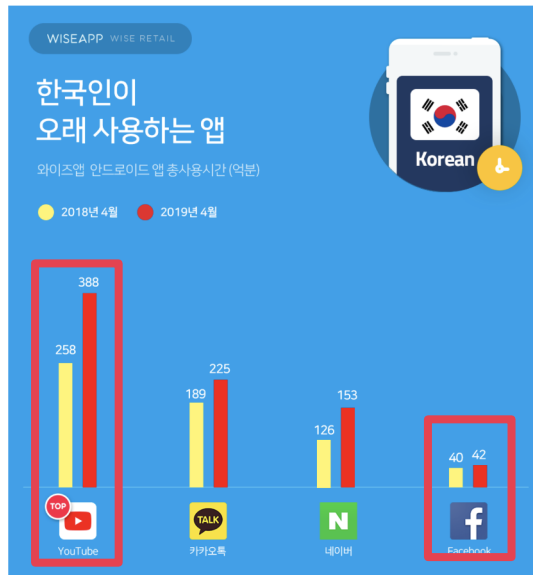 WISEAPP WISE RETAIL
한국인이
오래 사용하는 앱
와이즈앱 안드로이드 앱 총사용시간 (억분)
Korean
2018년 4월 2019년 4월
388
258
225
189
153
126
40 42
TOP
TALK
N
f
YouTube 카카오톡 네이버 Facebook